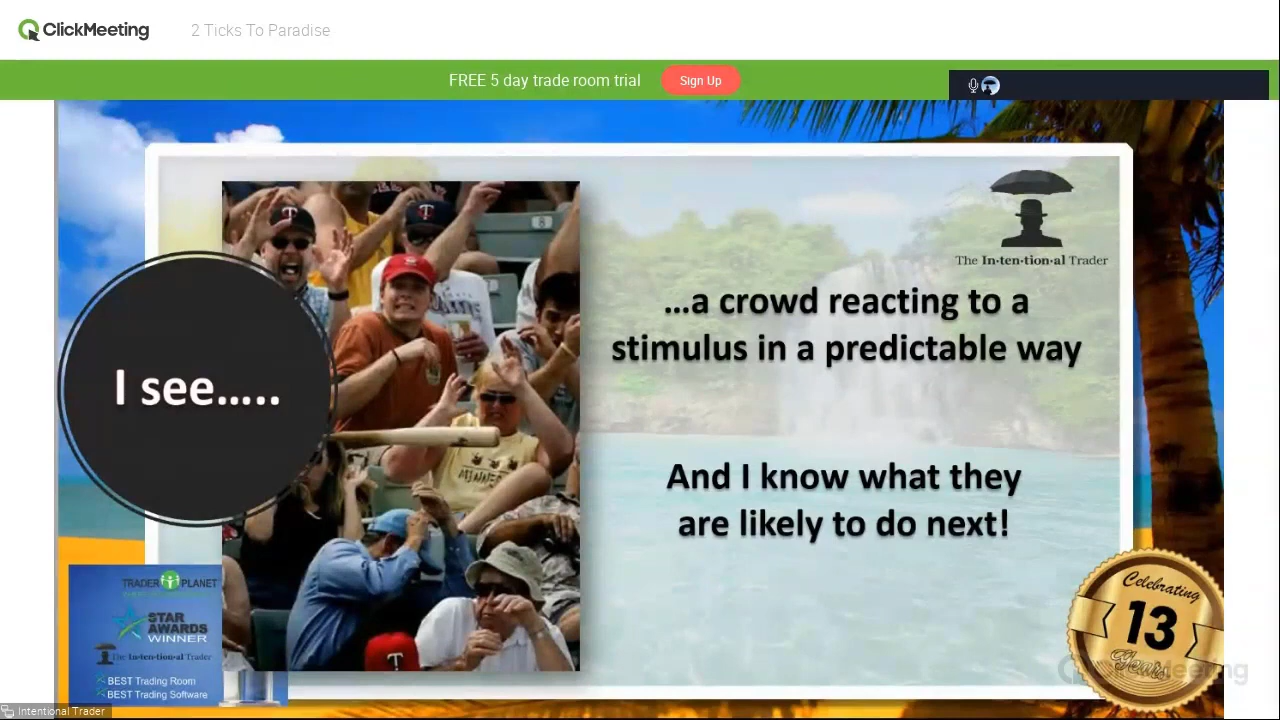 ClickMeeting
2 Ticks To Paradise
FREE 5 day trade room trial
Sign Up
The In·ten·tion·al Trader
I see…..
…a crowd reacting to a
stimulus in a predictable way
And I know what they
are likely to do next!
8
T
T
MINNE
T
TRADER PLANET
STAR
AWARDS
WINNER
The In·ten·tion·al Trader
BEST Trading Room
BEST Trading Software
Celebrating
13
Years
ClickMeeting
Intentional Trader